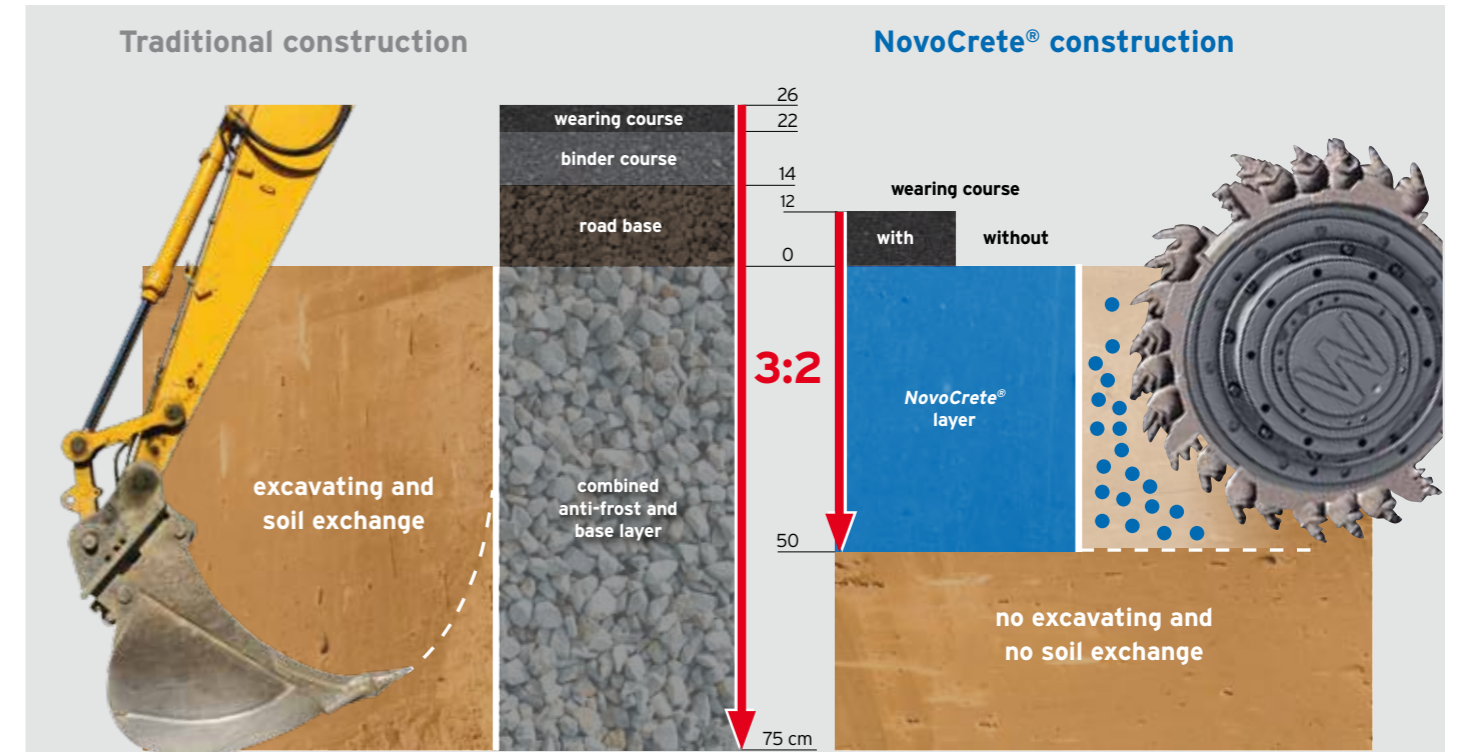 Traditional construction
NovoCrete® construction
26
wearing course
22
binder course
14
wearing course
12
road base
with
without
0
3:2
NovoCrete®
layer
excavating and
soil exchange
combined
anti-frost and
base layer
50
no excavating and
no soil exchange
75 cm
W